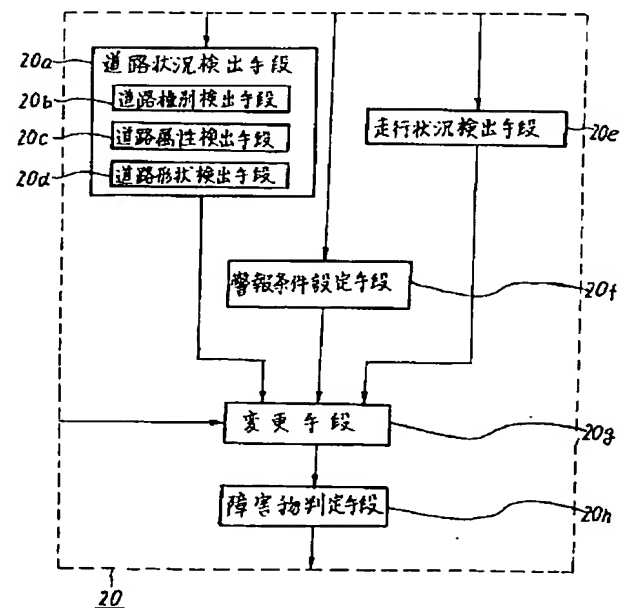 20a
道路状況検出手段
20b
道路種別検出手段
20c
道路属性検出手段
20d
道路形状検出手段
走行状況検出手段
20e
警報条件設定手段
20f
変更手段
20g
障害物判定手段
20h
20